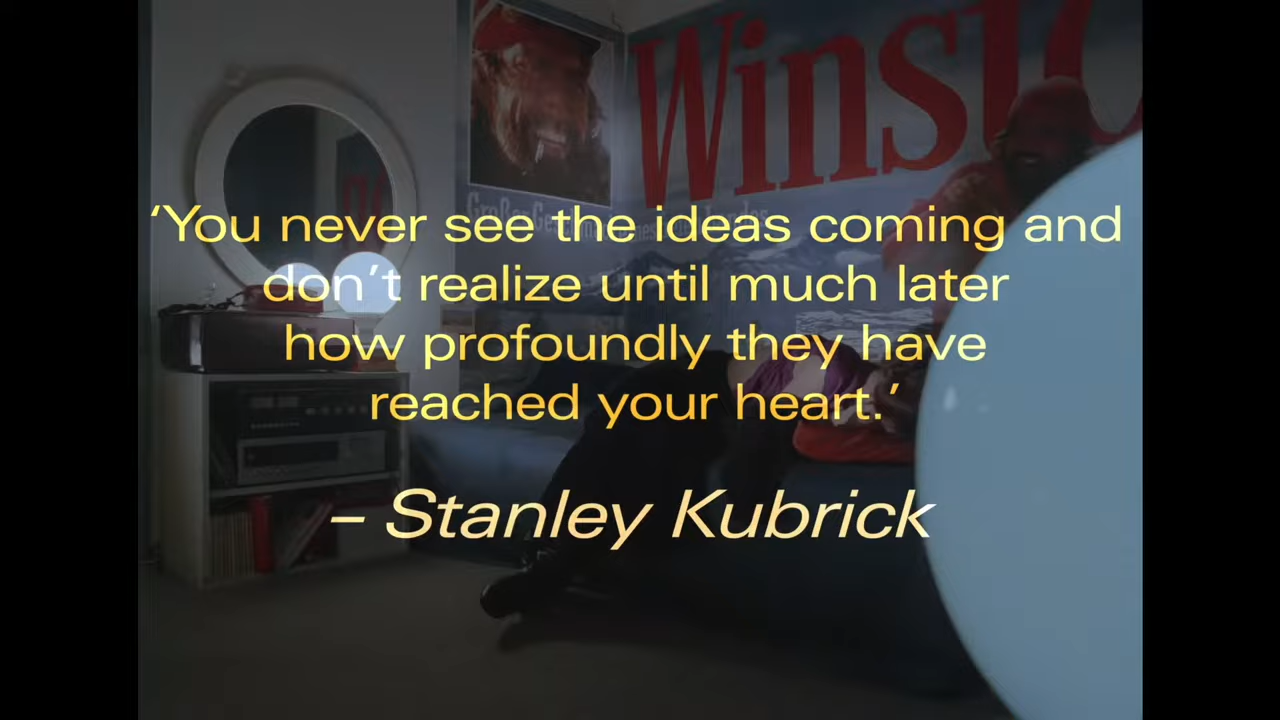 Winsto
‘You never see the ideas coming and
don’t realize until much later
how profoundly they have
reached your heart.’
– Stanley Kubrick